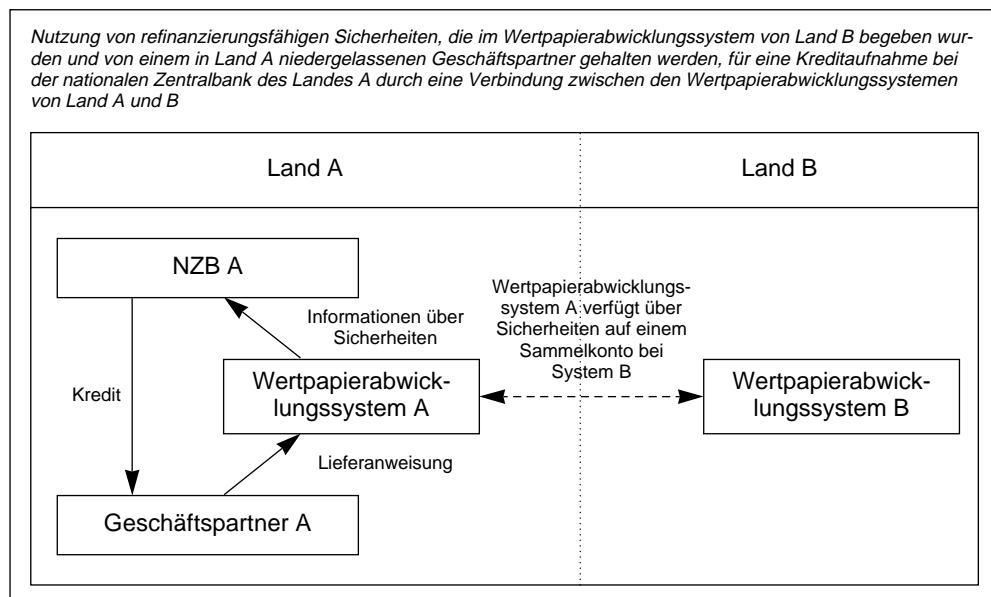 Nutzung von refinanzierungsfähigen Sicherheiten, die im Wertpapierabwicklungssystem von Land B begeben wur-
den und von einem in Land A niedergelassenen Geschäftspartner gehalten werden, für eine Kreditaufnahme bei
der nationalen Zentralbank des Landes A durch eine Verbindung zwischen den Wertpapierabwicklungssystemen
von Land A und B
Land A
Land B
NZB A
Informationen über
Sicherheiten
Wertpapierabwicklungs-
system A verfügt über
Sicherheiten auf einem
Sammelkonto bei
System B
Kredit
Wertpapierabwick-
lungssystem A
Wertpapierabwick-
lungssystem B
Lieferanweisung
Geschäftspartner A